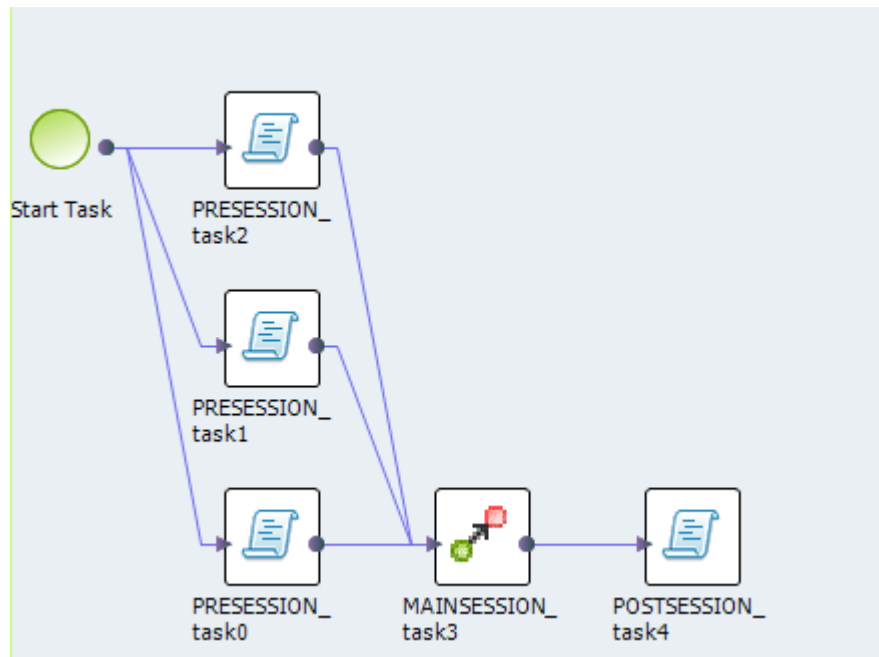 Start Task
PRESESSION_
task2
PRESESSION_
task1
PRESESSION_
task0
MAINSESSION_
task3
POSTSESSION_
task4